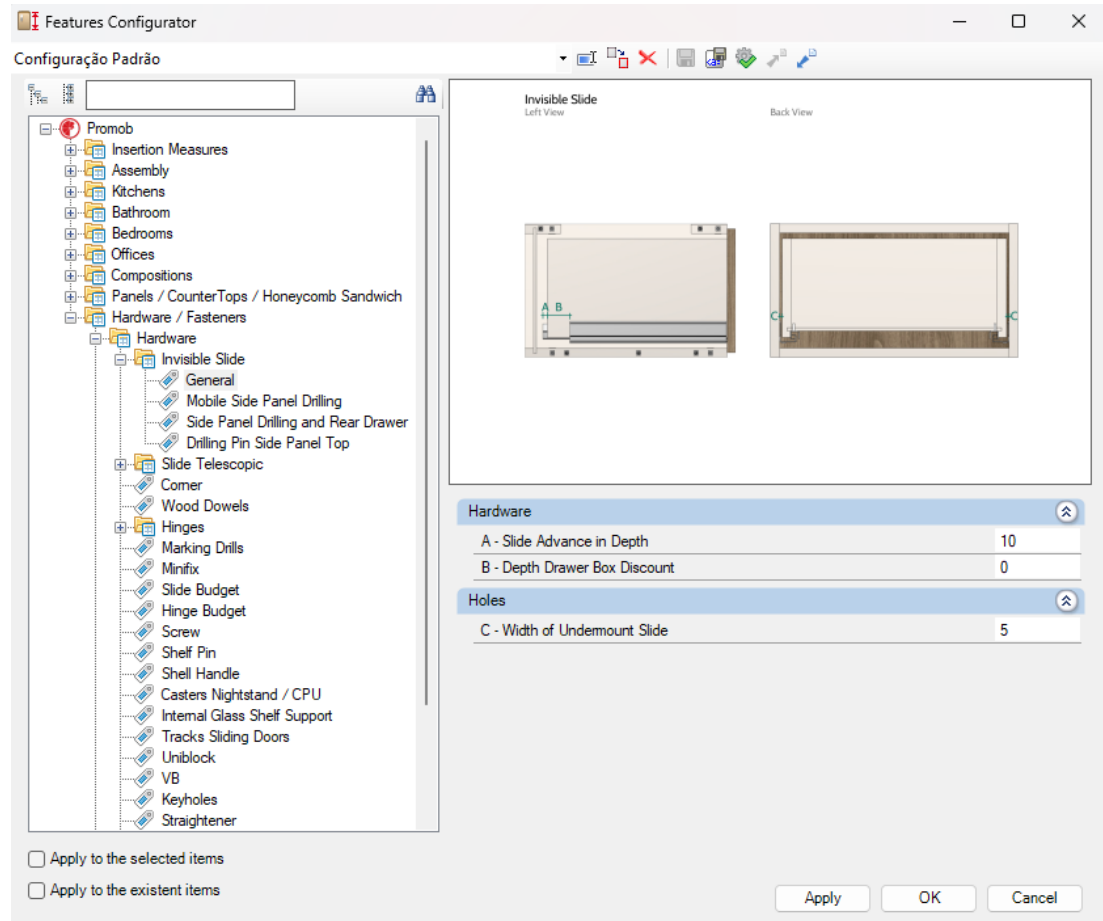 Features Configurator
Configuração Padrão
Promob
Insertion Measures
Assembly
Kitchens
Bathroom
Bedrooms
Offices
Compositions
Panels / CounterTops / Honeycomb Sandwich
Hardware / Fasteners
Hardware
Invisible Slide
General
Mobile Side Panel Drilling
Side Panel Drilling and Rear Drawer
Drilling Pin Side Panel Top
Slide Telescopic
Corner
Wood Dowels
Hinges
Marking Drills
Minifix
Slide Budget
Hinge Budget
Screw
Shelf Pin
Shell Handle
Casters Nightstand / CPU
Internal Glass Shelf Support
Tracks Sliding Doors
Uniblock
VB
Keyholes
Straightener
Invisible Slide
Left View
Back View
A B
C
C
Hardware
A - Slide Advance in Depth 10
B - Depth Drawer Box Discount 0
Holes
C - Width of Undermount Slide 5
Apply to the selected items
Apply to the existent items
Apply
OK
Cancel